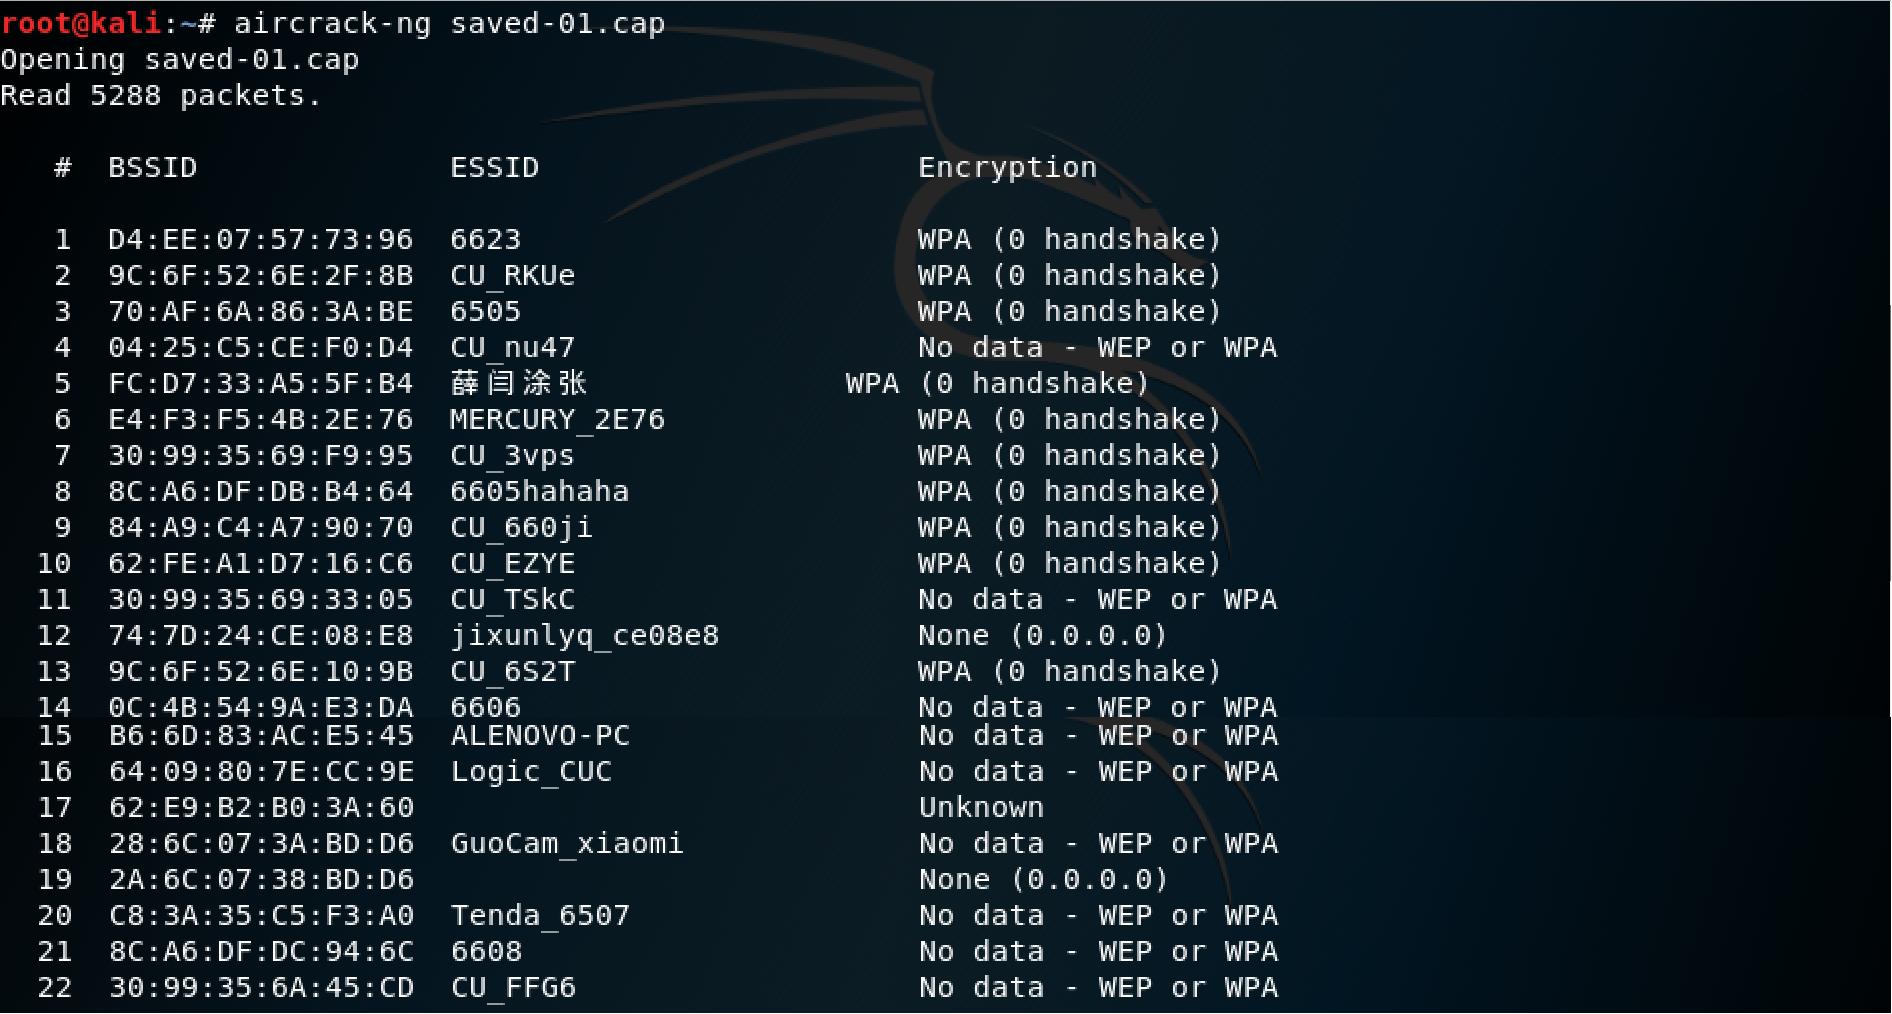 root@kali:~# aircrack-ng saved-01.cap
Opening saved-01.cap
Read 5288 packets.
# BSSID ESSID Encryption
1 D4:EE:07:57:73:96 6623 WPA (0 handshake)
2 9C:6F:52:6E:2F:8B CU_RKUe WPA (0 handshake)
3 70:AF:6A:86:3A:BE 6505 WPA (0 handshake)
4 04:25:C5:CE:F0:D4 CU_nu47 No data - WEP or WPA
5 FC:D7:33:A5:5F:B4 薛闫涂张 WPA (0 handshake)
6 E4:F3:F5:4B:2E:76 MERCURY_2E76 WPA (0 handshake)
7 30:99:35:69:F9:95 CU_3vps WPA (0 handshake)
8 8C:A6:DF:DB:B4:64 6605hahaha WPA (0 handshake)
9 84:A9:C4:A7:90:70 CU_660ji WPA (0 handshake)
10 62:FE:A1:D7:16:C6 CU_EZYE WPA (0 handshake)
11 30:99:35:69:33:05 CU_TSkC No data - WEP or WPA
12 74:7D:24:CE:08:E8 jixunlyq_ce08e8 None (0.0.0.0)
13 9C:6F:52:6E:10:9B CU_6S2T WPA (0 handshake)
14 0C:4B:54:9A:E3:DA 6606 No data - WEP or WPA
15 B6:6D:83:AC:E5:45 ALENOVO-PC No data - WEP or WPA
16 64:09:80:7E:CC:9E Logic_CUC No data - WEP or WPA
17 62:E9:B2:B0:3A:60 Unknown
18 28:6C:07:3A:BD:D6 GuoCam_xiaomi No data - WEP or WPA
19 2A:6C:07:38:BD:D6 None (0.0.0.0)
20 C8:3A:35:C5:F3:A0 Tenda_6507 No data - WEP or WPA
21 8C:A6:DF:DC:94:6C 6608 No data - WEP or WPA
22 30:99:35:6A:45:CD CU_FFG6 No data - WEP or WPA